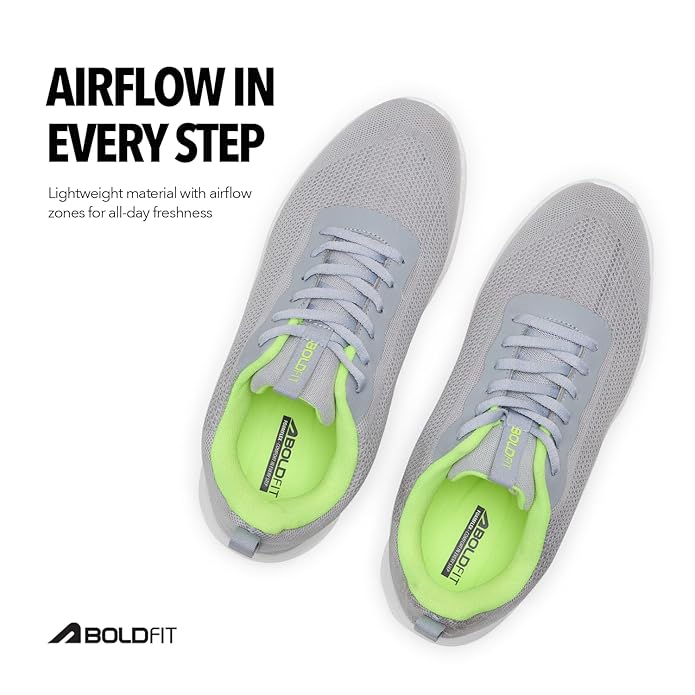 AIRFLOW IN
EVERY STEP
Lightweight material with airflow
zones for all-day freshness
BOLDFIT
BOLDFIT
BOLDFIT
BOLDFIT
BOLDFIT